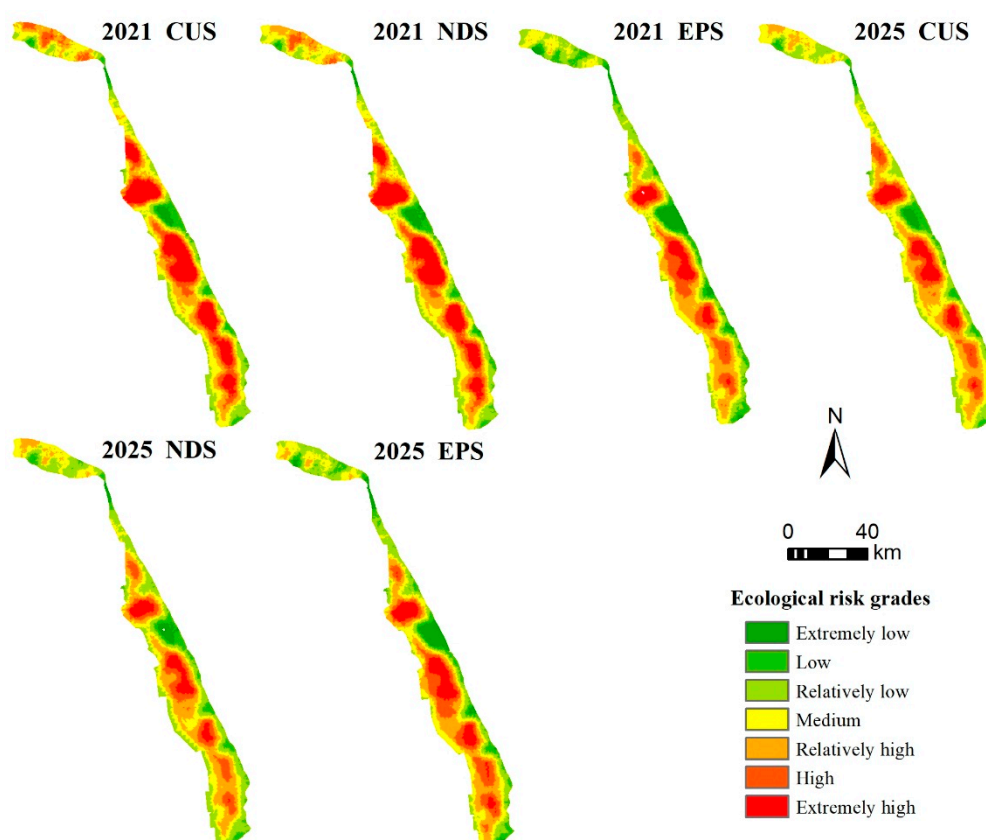 2021 CUS
2021 NDS
2021 EPS
2025 CUS
2025 NDS
2025 EPS
N
0 40
km
Ecological risk grades
Extremely low
Low
Relatively low
Medium
Relatively high
High
Extremely high